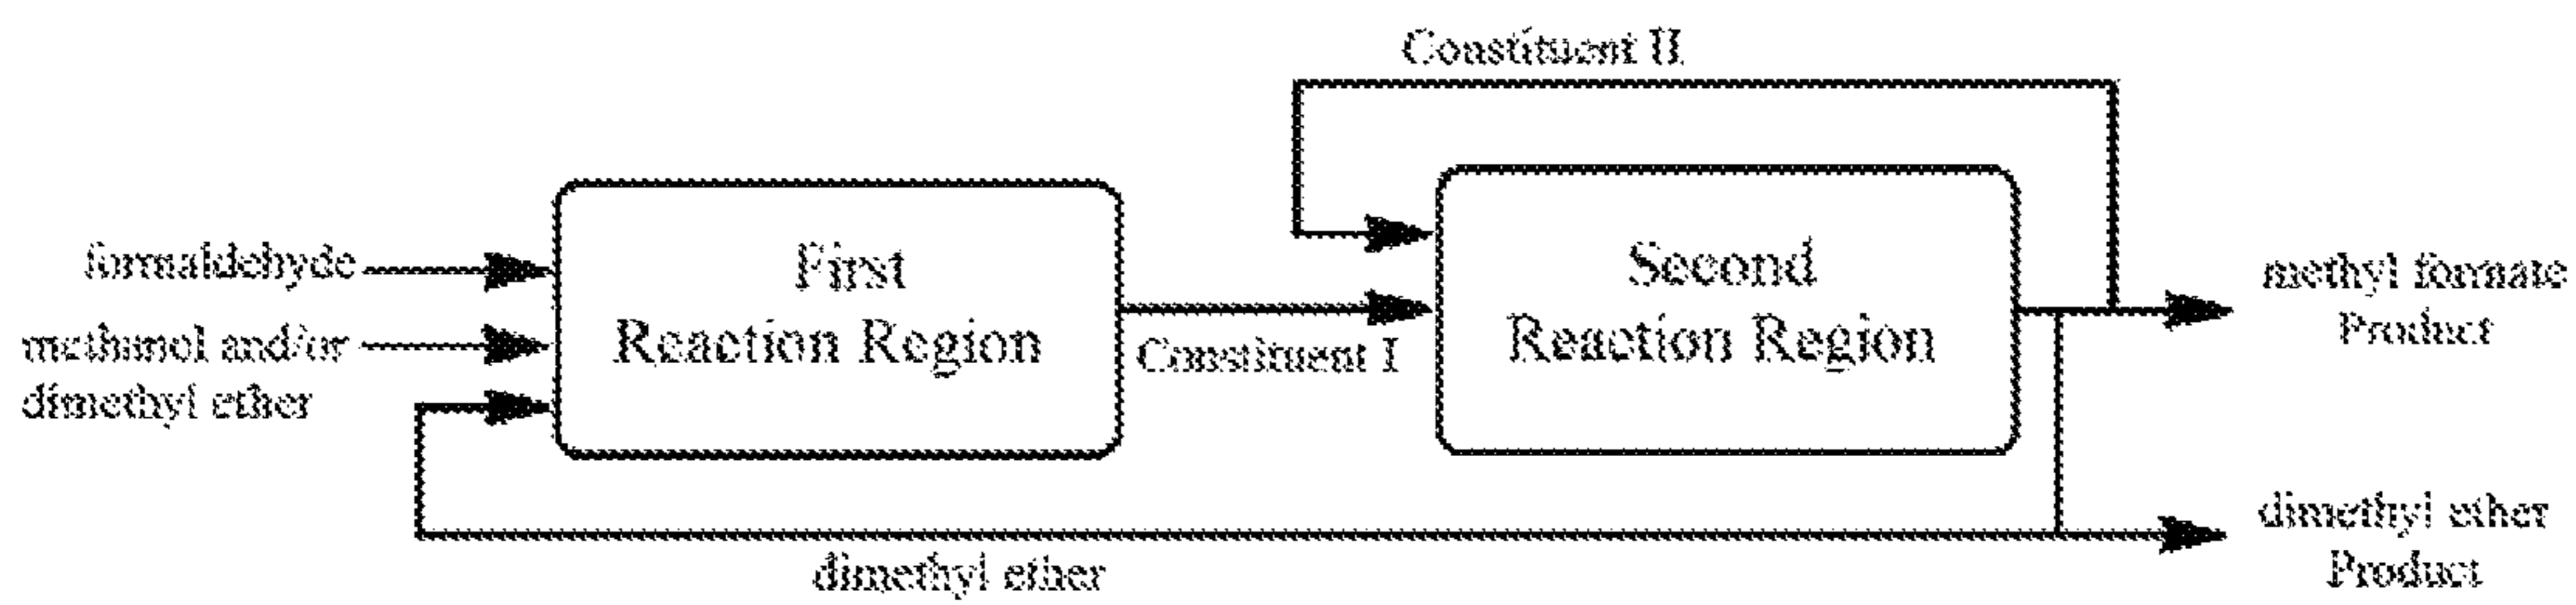 Constituent II
formaldehyde
methanol and/or
dimethyl ether
First
Reaction Region
Constituent I
Second
Reaction Region
methyl formate
Product
dimethyl ether
Product
dimethyl ether